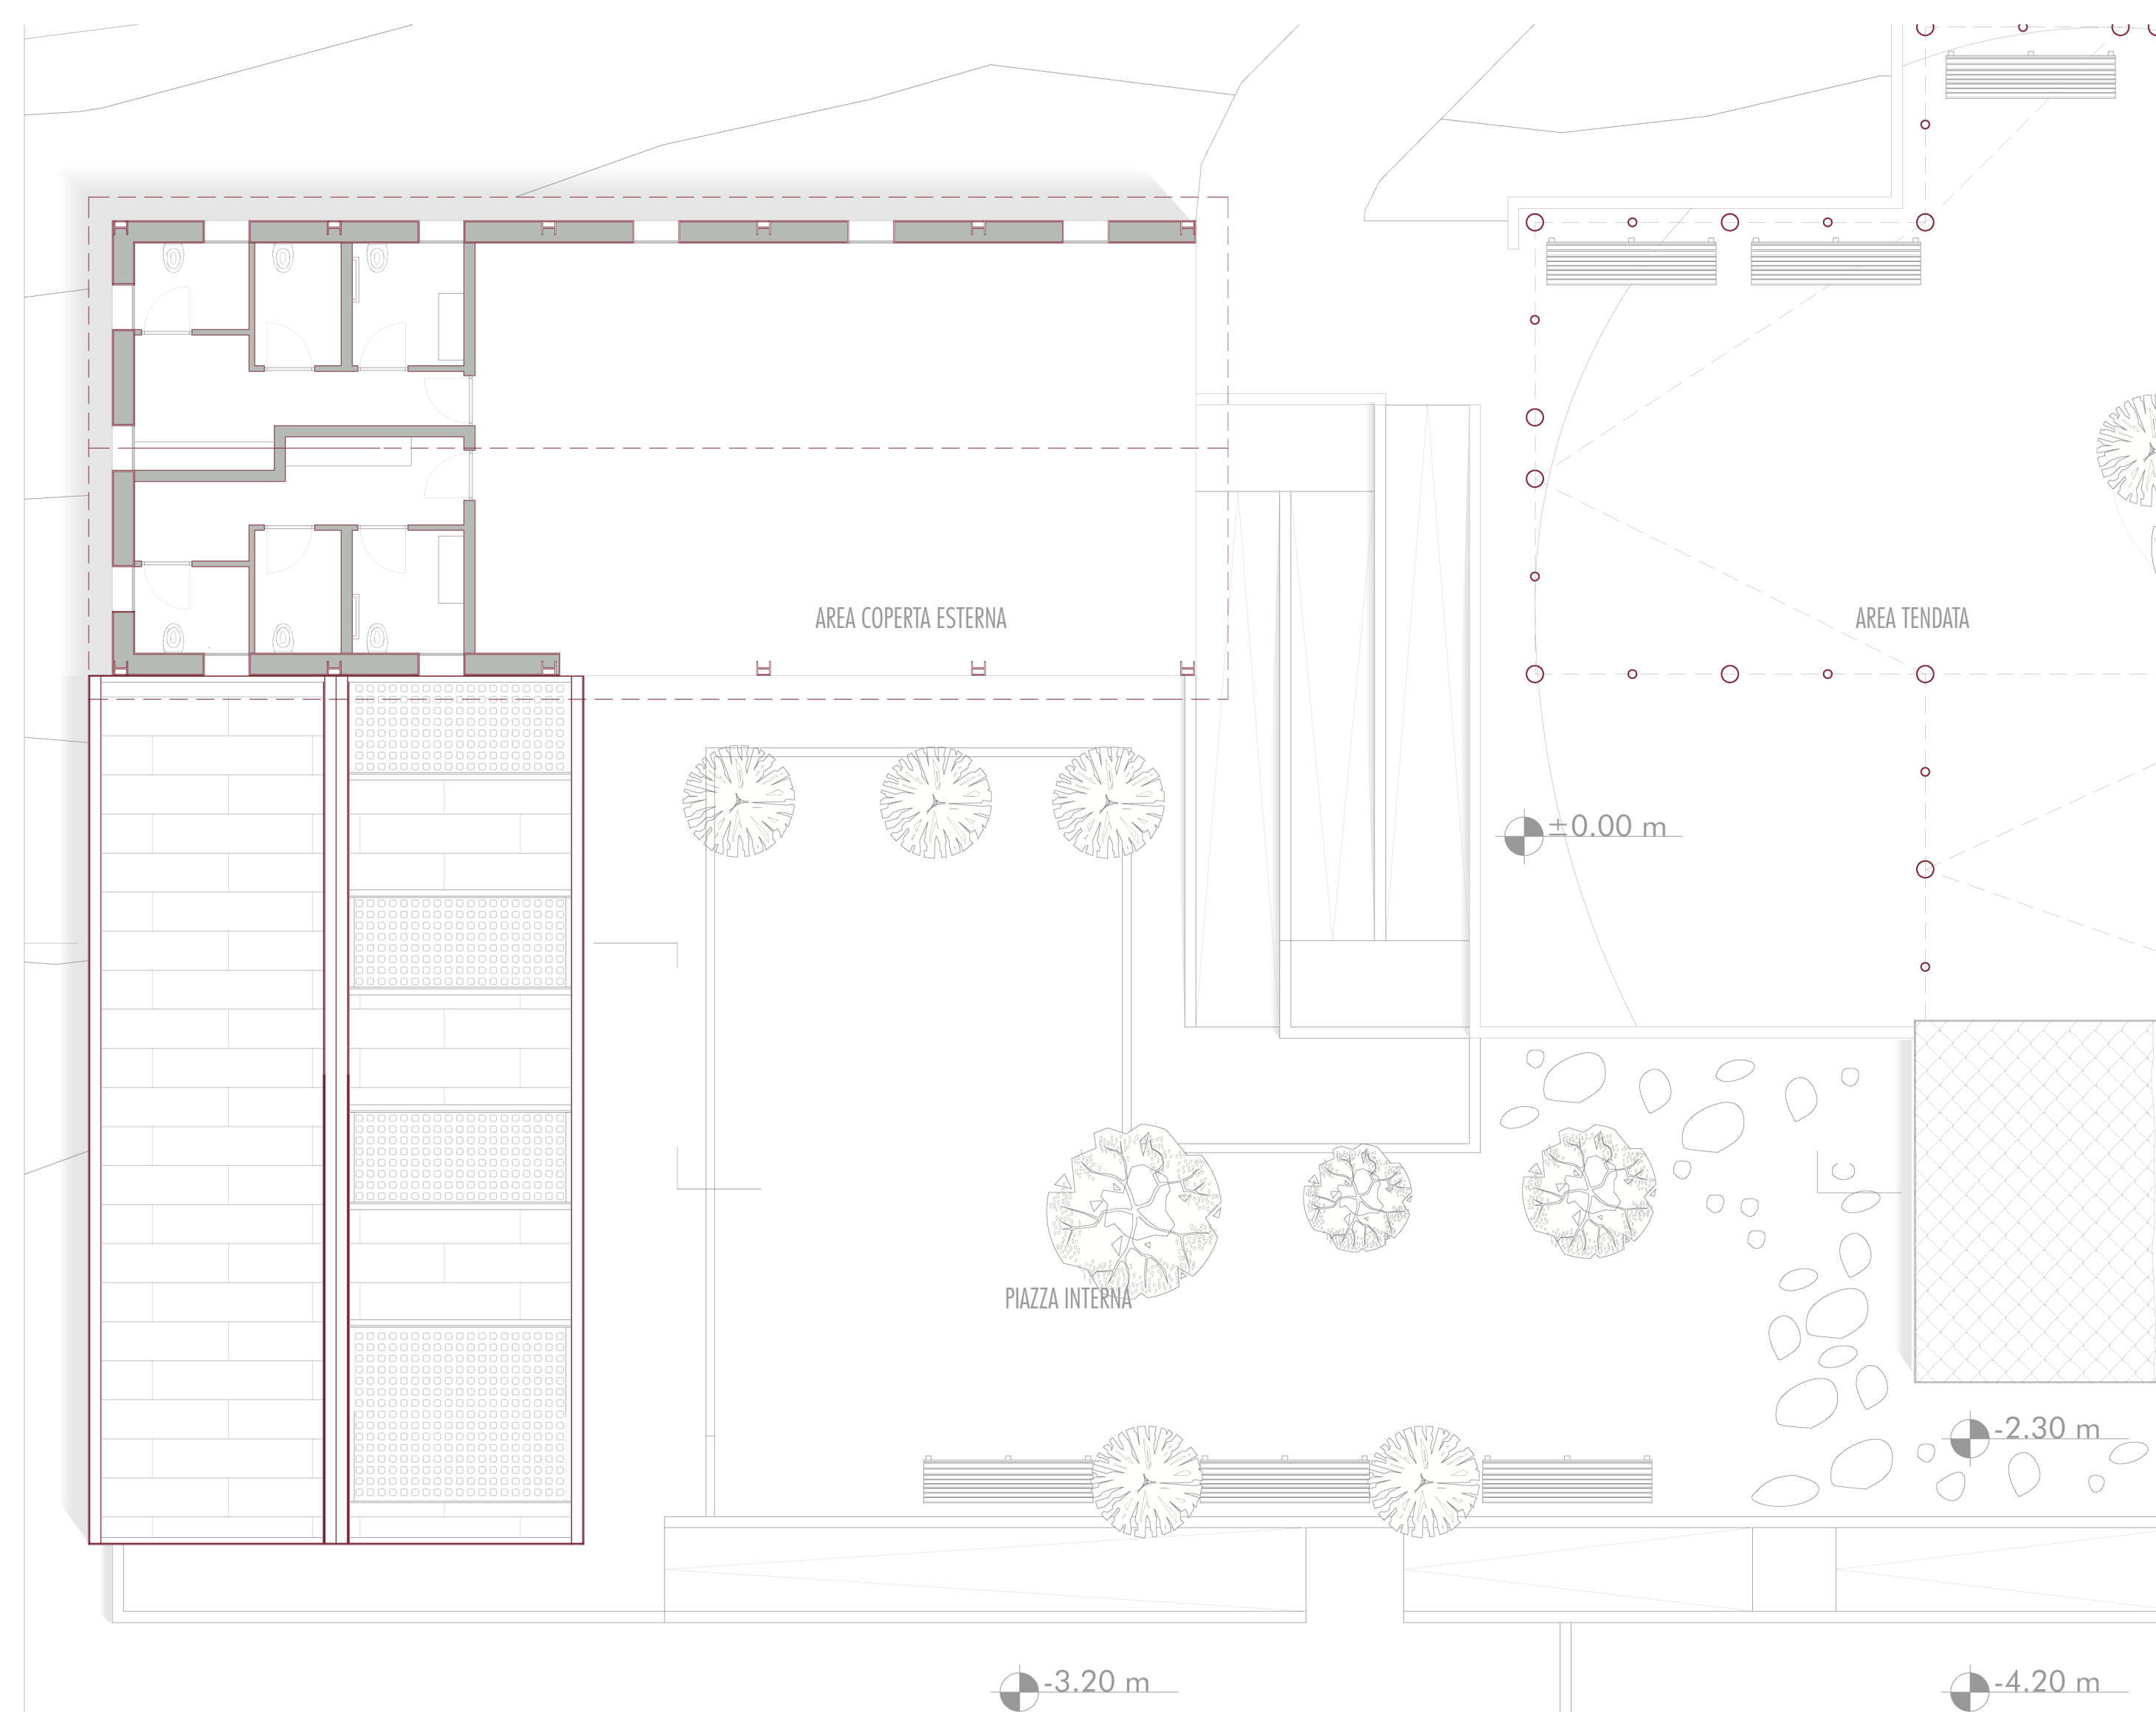 AREA COPERTA ESTERNA
AREA TENDATA
±0.00 m
C
PIAZZA INTERNA
-2.30 m
-3.20 m
-4.20 m